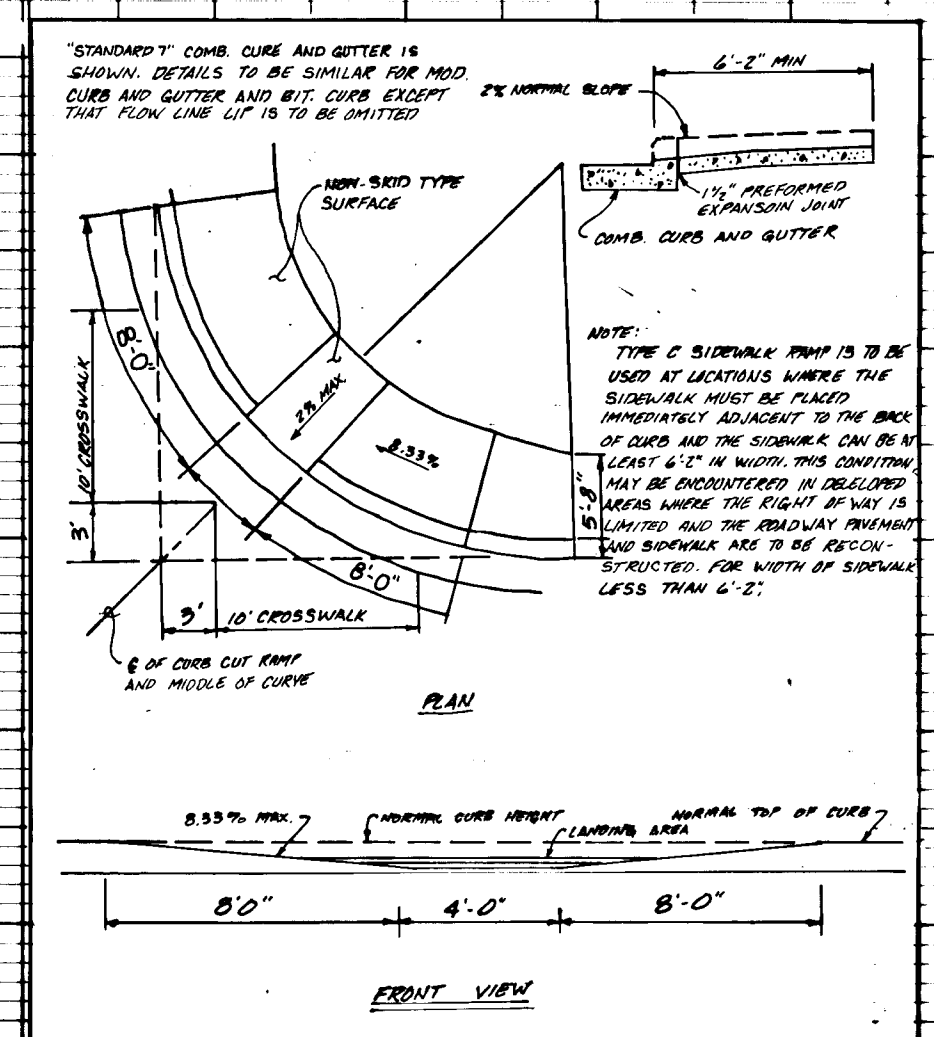 "STANDARD 7" COMB. CURE AND GUTTER IS
SHOWN. DETAILS TO BE SIMILAR FOR MOD.
CURB AND GUTTER AND BIT. CURB EXCEPT
THAT FLOW LINE LIP IS TO BE OMITTED
6'-2" MIN
2% NORMAL SLOPE
1½" PREFORMED
EXPANSOIN JOINT
COMB. CURB AND GUTTER
NON-SKID TYPE
SURFACE
8'-0"
10' CROSSWALK
3'
2% MAX.
8.33%
5'-8"
8'-0"
3'
10' CROSSWALK
℄ OF CURB CUT RAMP
AND MIDDLE OF CURVE
NOTE:
TYPE C SIDEWALK RAMP IS TO BE
USED AT LOCATIONS WHERE THE
SIDEWALK MUST BE PLACED
IMMEDIATELY ADJACENT TO THE BACK
OF CURB AND THE SIDEWALK CAN BE AT
LEAST 6'-2" IN WIDTH. THIS CONDITION
MAY BE ENCOUNTERED IN DELELOPED
AREAS WHERE THE RIGHT OF WAY IS
LIMITED AND THE ROADWAY PAVEMENT
AND SIDEWALK ARE TO BE RECON-
STRUCTED. FOR WIDTH OF SIDEWALK
LESS THAN 6'-2",
PLAN
8.33% MAX.
NORMAL CURB HEIGHT
LANDING AREA
NORMAL TOP OF CURB
8'0"
4'-0"
8'-0"
FRONT VIEW